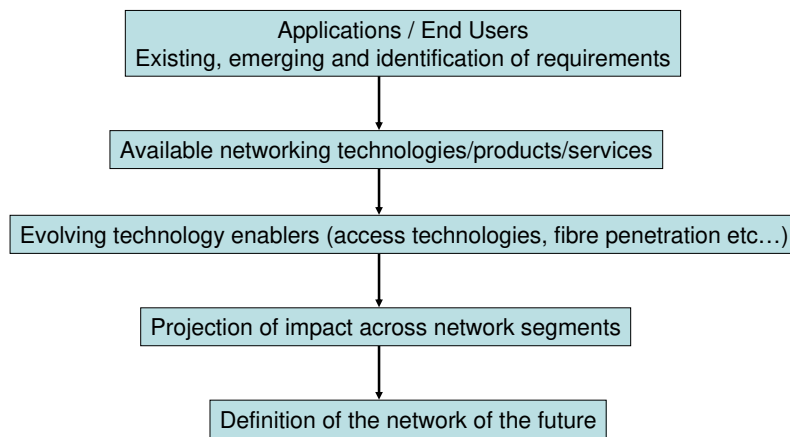 Applications / End Users
Existing, emerging and identification of requirements
Available networking technologies/products/services
Evolving technology enablers (access technologies, fibre penetration etc…)
Projection of impact across network segments
Definition of the network of the future